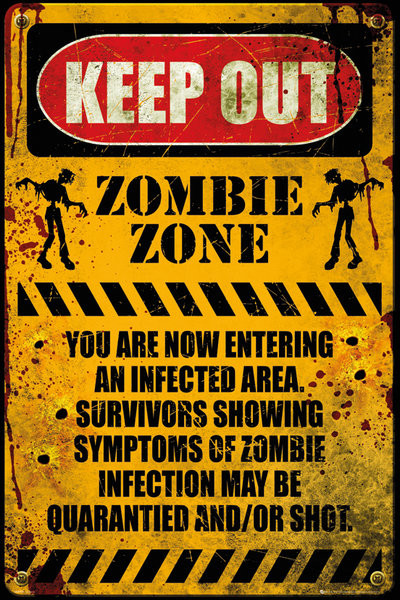 KEEP OUT
ZOMBIE
ZONE
YOU ARE NOW ENTERING
AN INFECTED AREA.
SURVIVORS SHOWING
SYMPTOMS OF ZOMBIE
INFECTION MAY BE
QUARANTIED AND/OR SHOT.